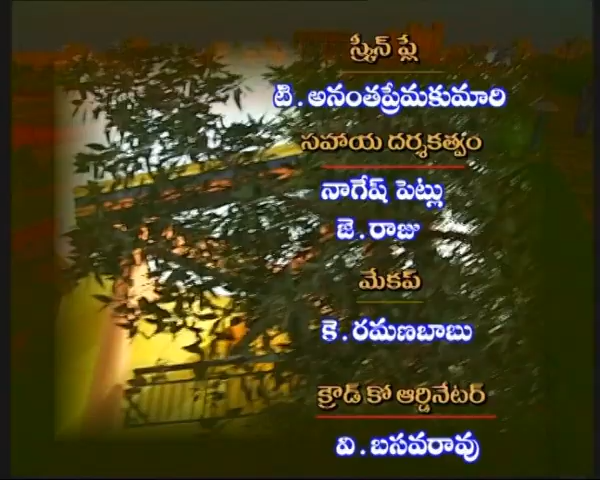 స్క్రీన్ ప్లే
టి.అనంతప్రేమకుమారి
సహాయ దర్శకత్వం
నాగేష్ పెట్లు
జె.రాజు
మేకప్
కె.రమణబాబు
క్రౌడ్ కో ఆర్డినేటర్
వి.బసవరావు